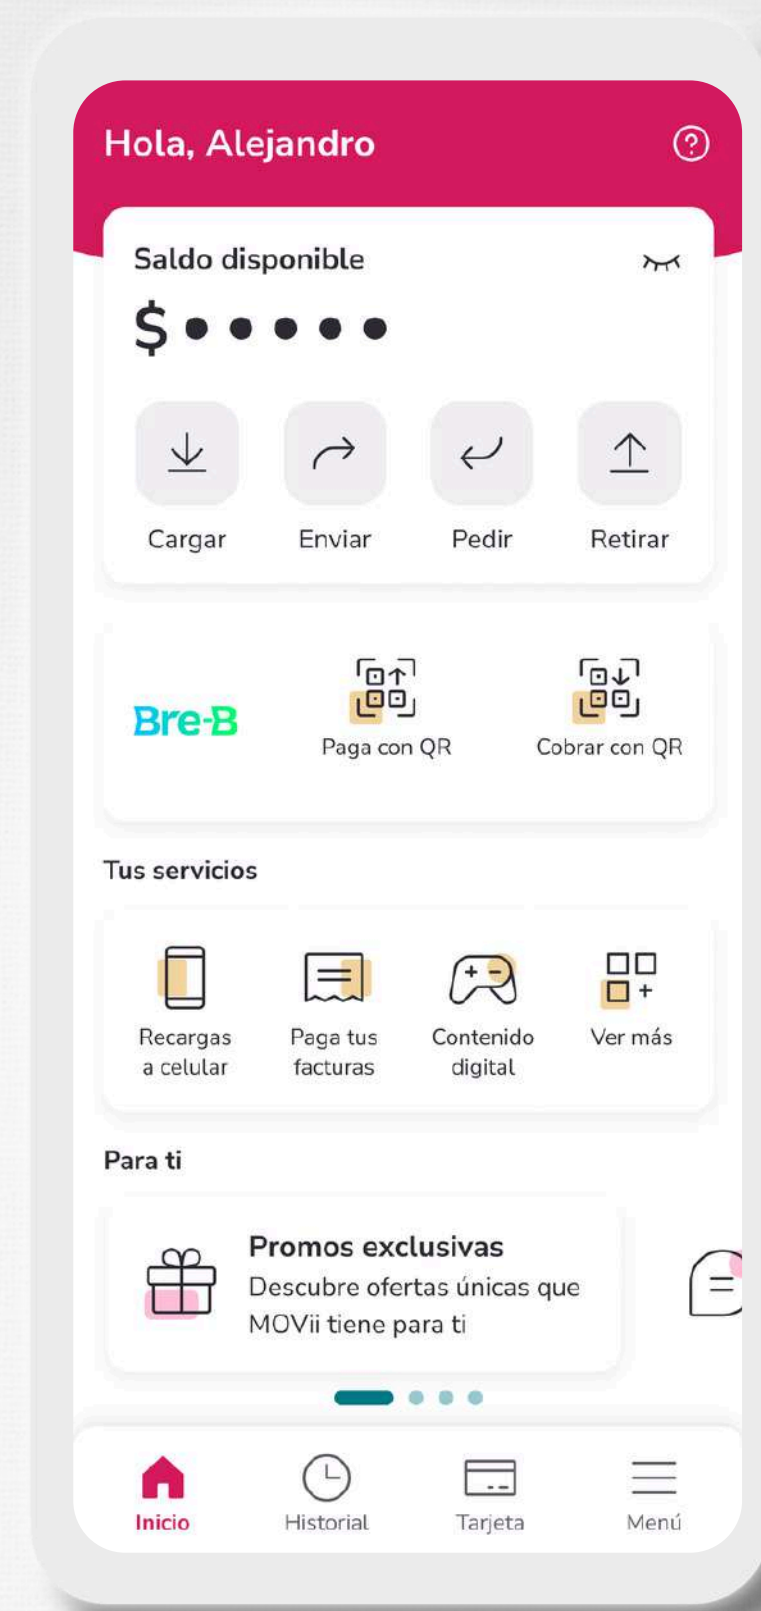 Hola, Alejandro
Saldo disponible
$ • • • • •
Cargar Enviar Pedir Retirar
Bre-B
Paga con QR Cobrar con QR
Tus servicios
Recargas Paga tus Contenido Ver más
a celular facturas digital
Para ti
Promos exclusivas
Descubre ofertas únicas que
MOVii tiene para ti
Inicio Historial Tarjeta Menú